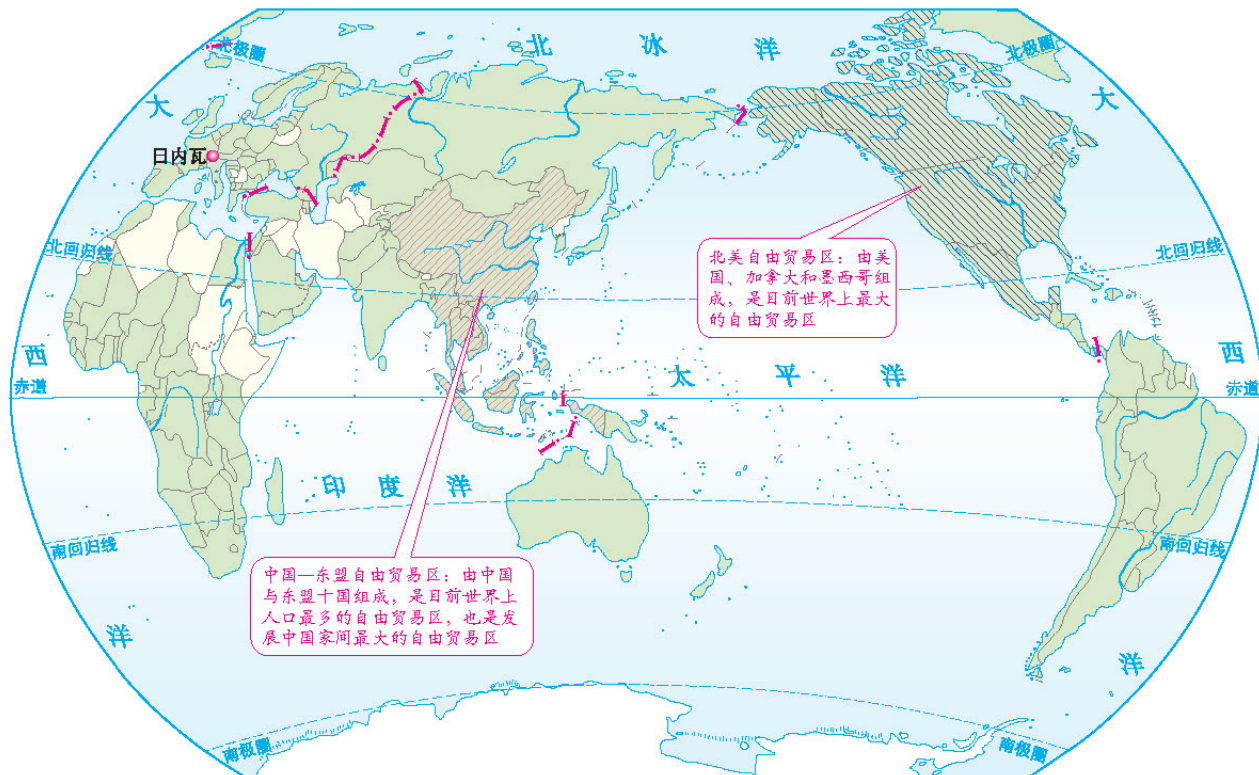 北冰洋
北极圈
北极圈
大
大
日内瓦
北回归线
北回归线
北美自由贸易区：由美
国、加拿大和墨西哥组
成，是目前世界上最大
的自由贸易区
西
西
太平洋
赤道
赤道
印度洋
南回归线
南回归线
中国—东盟自由贸易区：由中国
与东盟十国组成，是目前世界上
人口最多的自由贸易区，也是发
展中国家间最大的自由贸易区
洋
洋
南极圈
南极圈